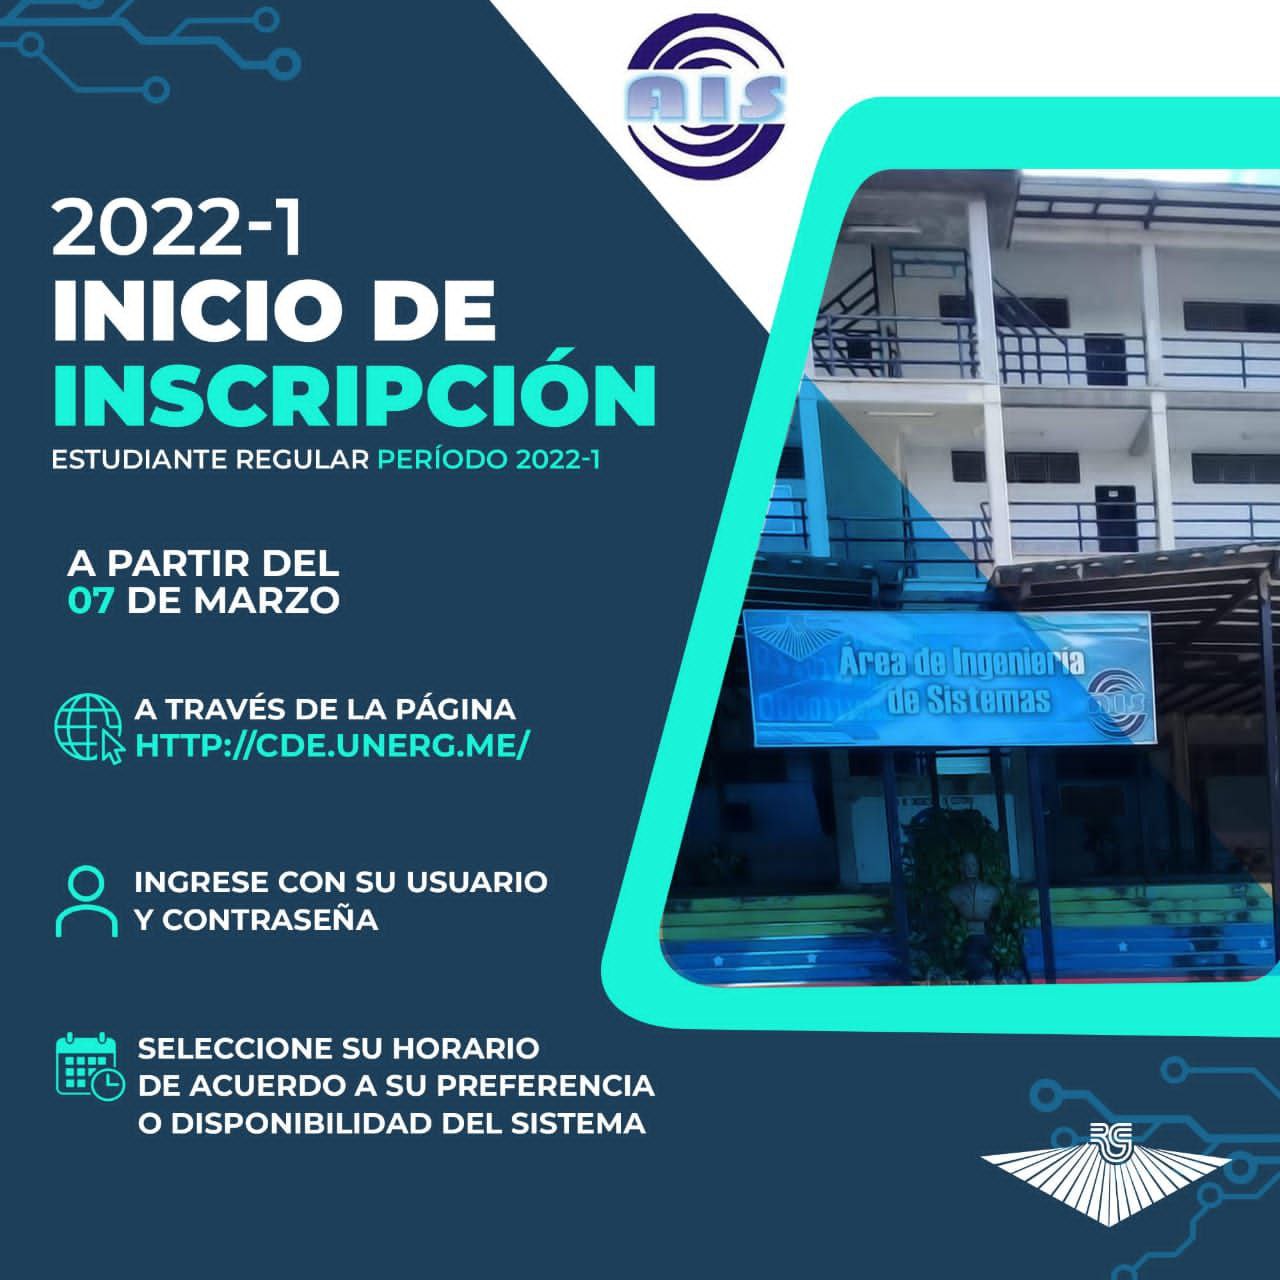 AIS
2022-1
INICIO DE
INSCRIPCIÓN
ESTUDIANTE REGULAR PERÍODO 2022-1
A PARTIR DEL
07 DE MARZO
A TRAVÉS DE LA PÁGINA
HTTP://CDE.UNERG.ME/
INGRESE CON SU USUARIO
Y CONTRASEÑA
SELECCIONE SU HORARIO
DE ACUERDO A SU PREFERENCIA
O DISPONIBILIDAD DEL SISTEMA
Área de Ingeniería
de Sistemas
AIS
RG